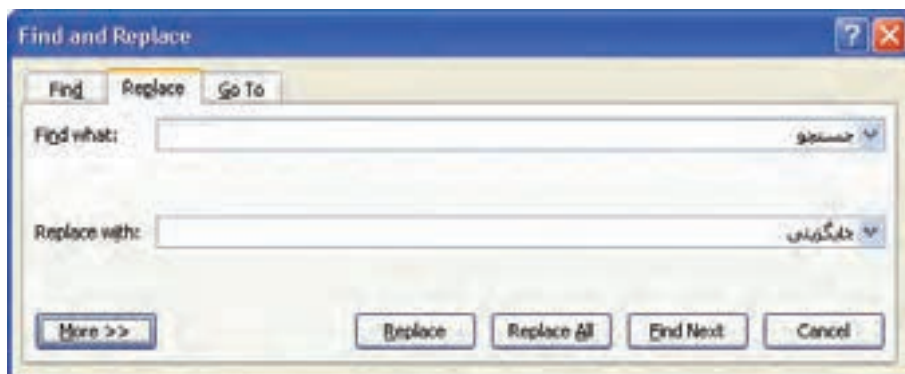 Find and Replace
Find Replace Go To
Find what: جستجو
Replace with: جایگزینی
More >> Replace Replace All Find Next Cancel